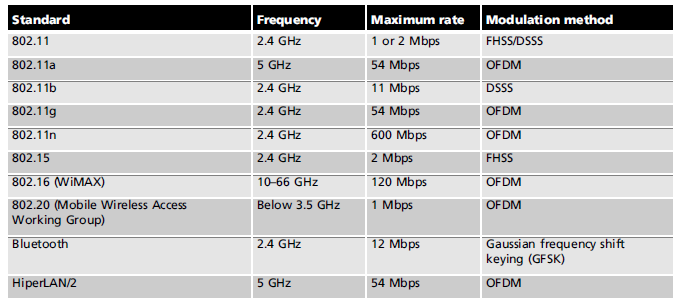 Standard Frequency Maximum rate Modulation method
802.11 2.4 GHz 1 or 2 Mbps FHSS/DSSS
802.11a 5 GHz 54 Mbps OFDM
802.11b 2.4 GHz 11 Mbps DSSS
802.11g 2.4 GHz 54 Mbps OFDM
802.11n 2.4 GHz 600 Mbps OFDM
802.15 2.4 GHz 2 Mbps FHSS
802.16 (WiMAX) 10–66 GHz 120 Mbps OFDM
802.20 (Mobile Wireless Access Below 3.5 GHz 1 Mbps OFDM
Working Group)
Bluetooth 2.4 GHz 12 Mbps Gaussian frequency shift
keying (GFSK)
HiperLAN/2 5 GHz 54 Mbps OFDM